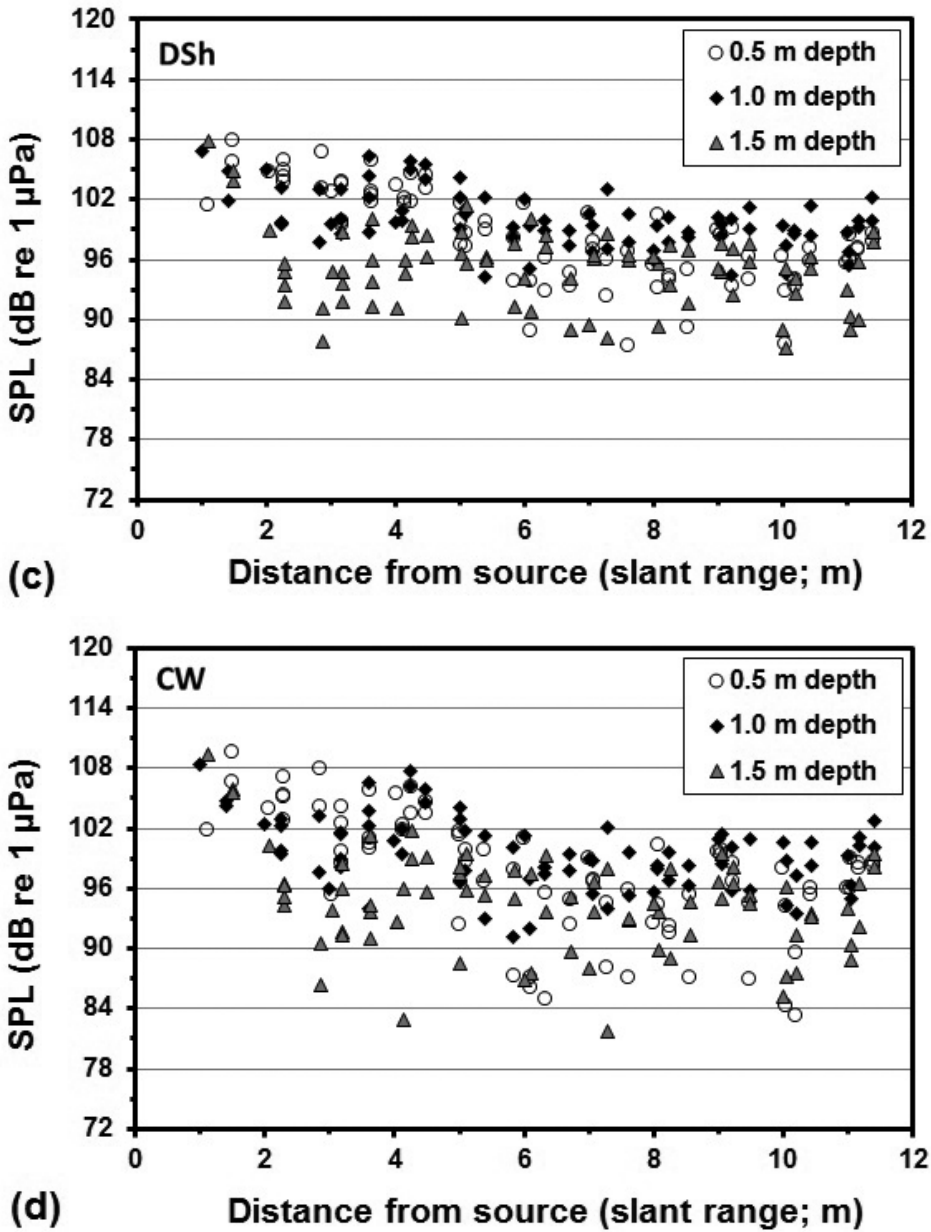 120
DSh
0.5 m depth
1.0 m depth
1.5 m depth
114
108
102
96
90
84
78
72
SPL (dB re 1 µPa)
0 2 4 6 8 10 12
(c)
Distance from source (slant range; m)
120
CW
0.5 m depth
1.0 m depth
1.5 m depth
114
108
102
96
90
84
78
72
SPL (dB re 1 µPa)
0 2 4 6 8 10 12
(d)
Distance from source (slant range; m)